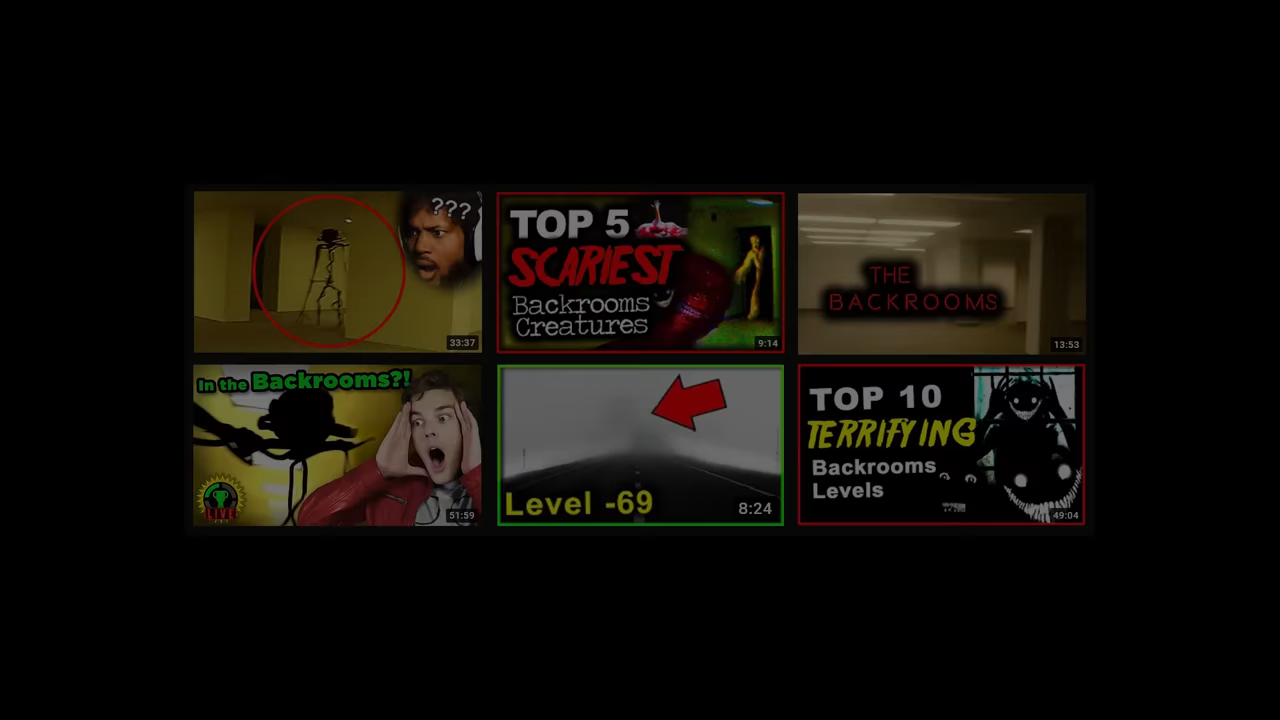 ???
33:37
TOP 5
SCARIEST
Backrooms
Creatures
9:14
THE
BACKROOMS
13:53
In the Backrooms?!
LIVE
51:59
Level -69
8:24
TOP 10
TERRIFYING
Backrooms
Levels
49:04